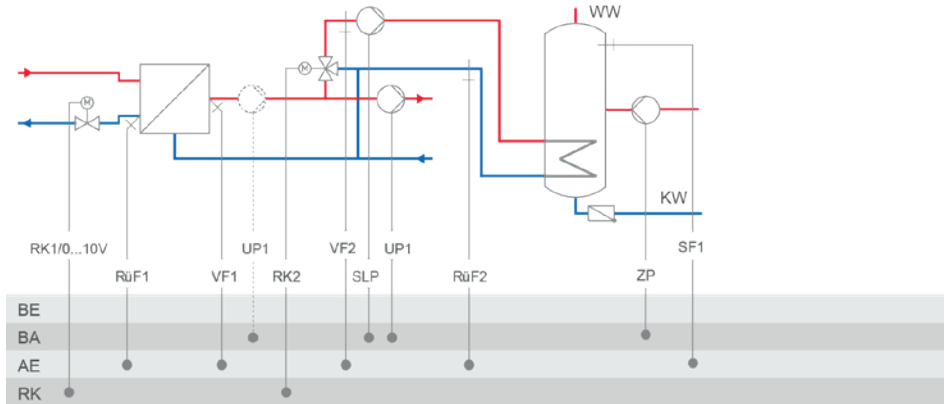 WW
M
M
KW
RK1/0...10V
UP1
VF2
UP1
SF1
RüF1
VF1
RK2
SLP
RüF2
ZP
BE
BA
AE
RK